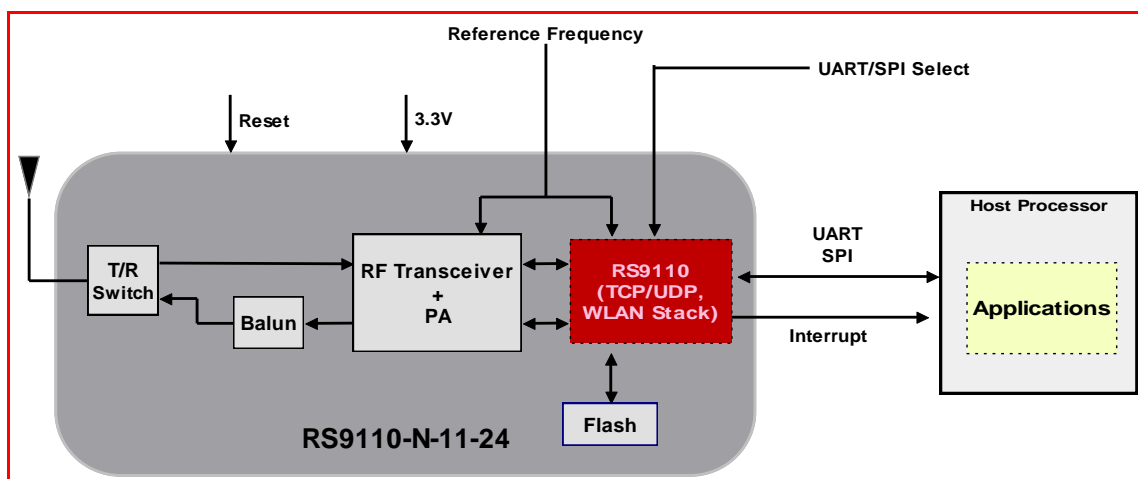 Reference Frequency
UART/SPI Select
Reset
3.3V
Host Processor
UART
SPI
T/R
Switch
RF Transceiver
+
PA
RS9110
(TCP/UDP,
WLAN Stack)
Applications
Balun
Interrupt
Flash
RS9110-N-11-24